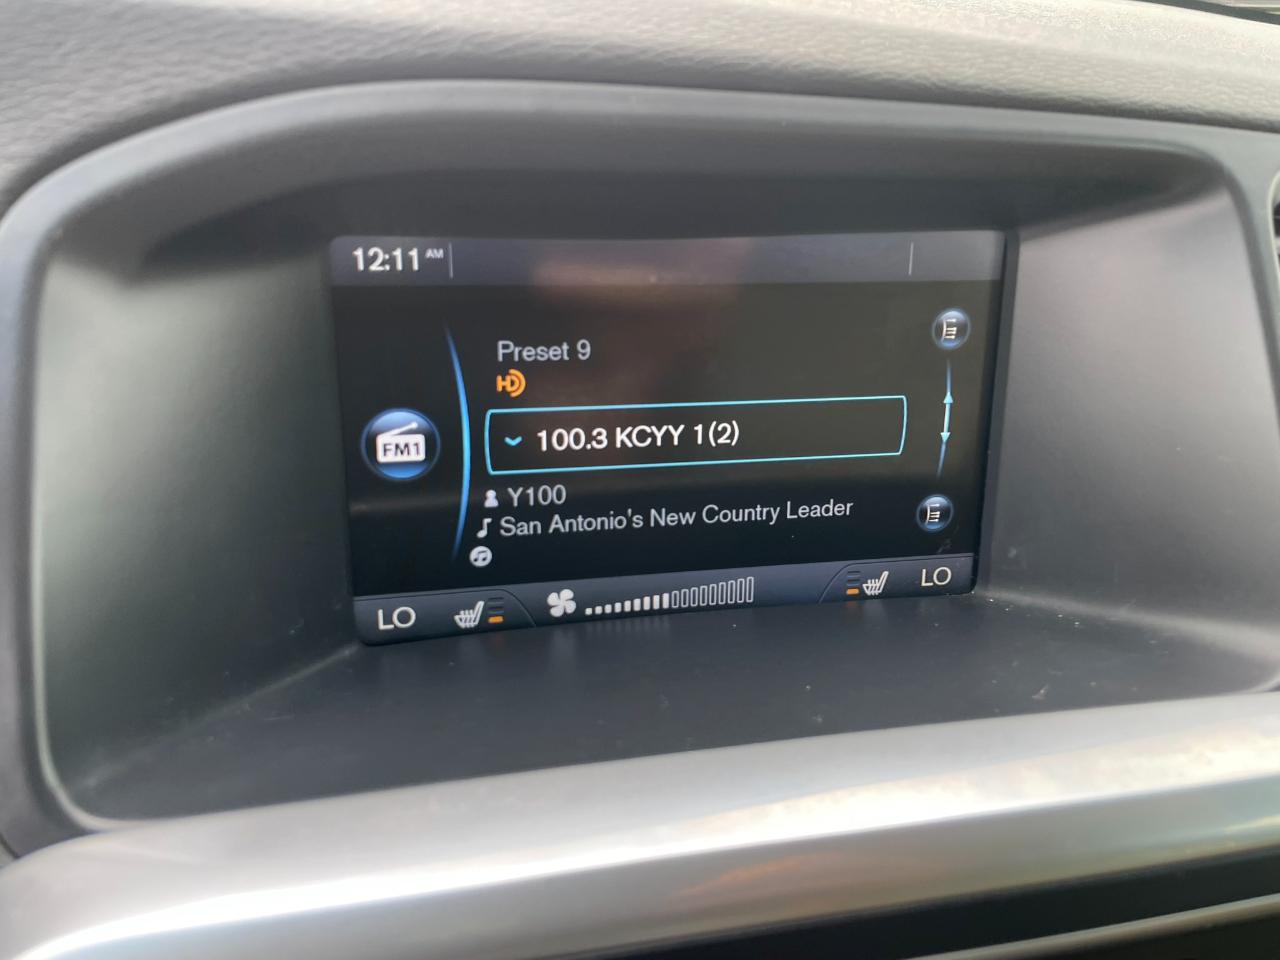 12:11 AM
Preset 9
HD
FM1
100.3 KCYY 1(2)
Y100
San Antonio's New Country Leader
LO
LO